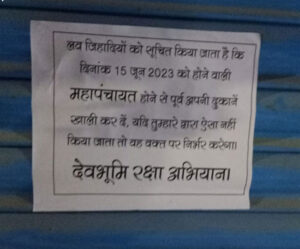 लव जिहादियों को सूचित किया जाता है कि
दिनांक 15 जून 2023 को होने वाली
महापंचायत होने से पूर्व अपनी दुकानें
खाली कर दें, यदि तुम्हारे द्वारा ऐसा नहीं
किया जाता तो वह वक्त पर निर्भर करेगा।
देवभूमि रक्षा अभियान।